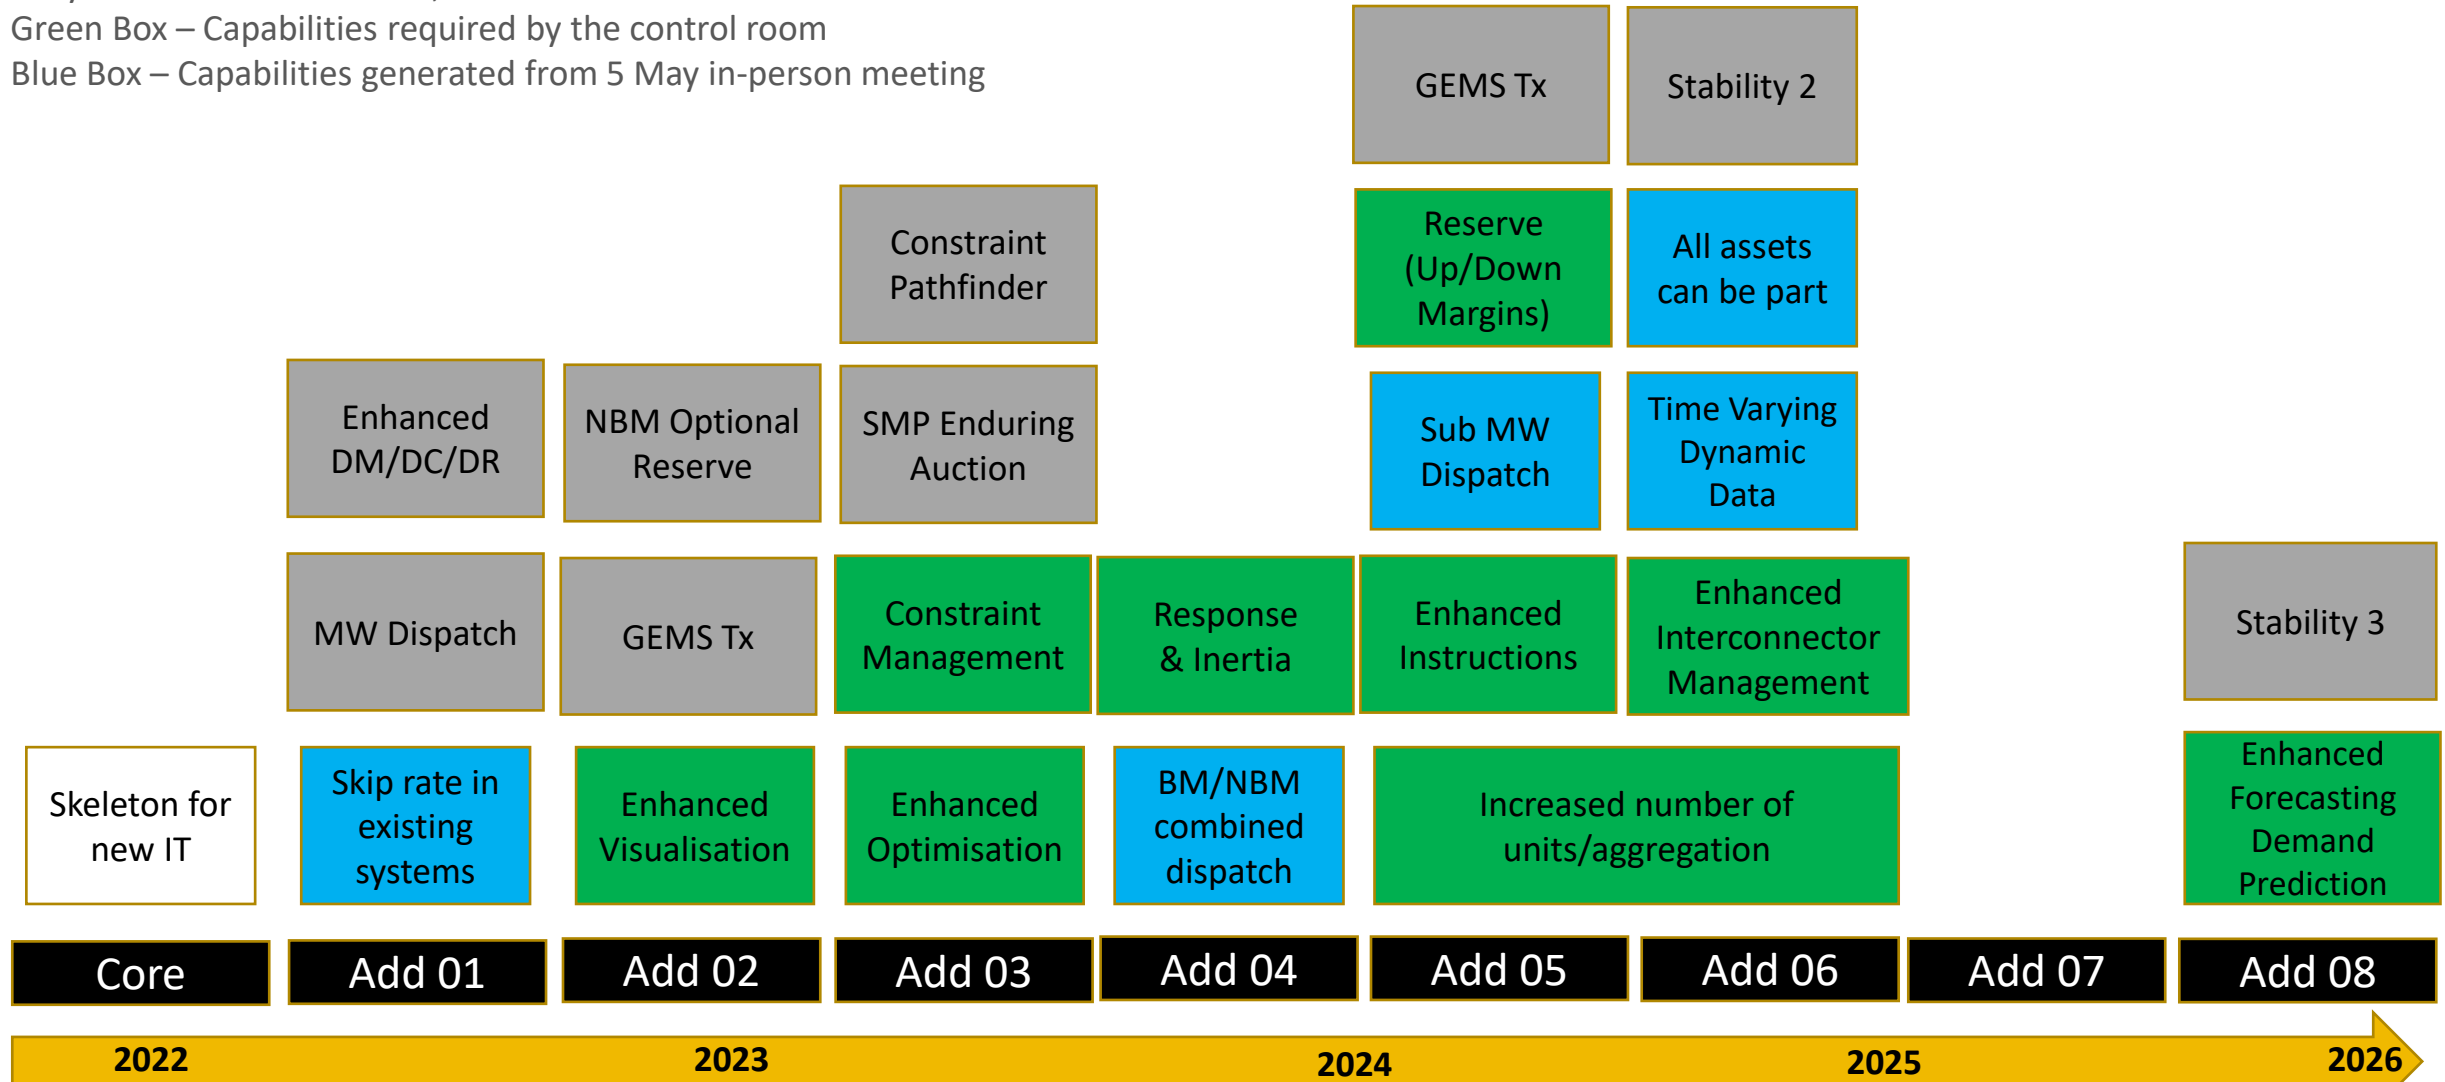 Green Box – Capabilities required by the control room
Blue Box – Capabilities generated from 5 May in-person meeting
GEMS Tx
Stability 2
Constraint
Pathfinder
Reserve
(Up/Down
Margins)
All assets
can be part
Enhanced
DM/DC/DR
NBM Optional
Reserve
SMP Enduring
Auction
Sub MW
Dispatch
Time Varying
Dynamic
Data
MW Dispatch
GEMS Tx
Constraint
Management
Response
& Inertia
Enhanced
Instructions
Enhanced
Interconnector
Management
Stability 3
Skeleton for
new IT
Skip rate in
existing
systems
Enhanced
Visualisation
Enhanced
Optimisation
BM/NBM
combined
dispatch
Increased number of
units/aggregation
Enhanced
Forecasting
Demand
Prediction
Core
Add 01
Add 02
Add 03
Add 04
Add 05
Add 06
Add 07
Add 08
2022
2023
2024
2025
2026